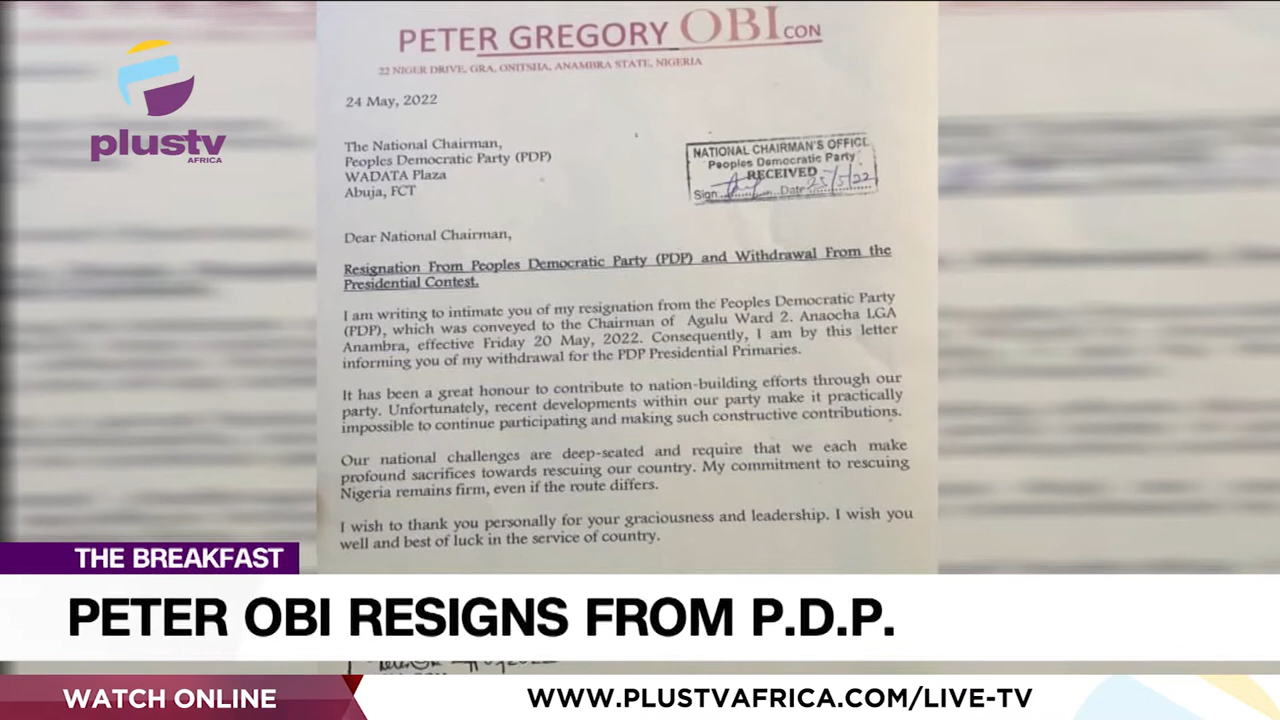 PETER GREGORY OBI CON
22 NIGER DRIVE, GRA, ONITSHA, ANAMBRA STATE, NIGERIA
plustv
AFRICA
24 May, 2022
The National Chairman,
Peoples Democratic Party (PDP)
WADATA Plaza
Abuja, FCT
NATIONAL CHAIRMAN'S OFFICE
Peoples Democratic Party
RECEIVED
Sign Date 25/5/22
Dear National Chairman,
Resignation From Peoples Democratic Party (PDP) and Withdrawal From the
Presidential Contest.
I am writing to intimate you of my resignation from the Peoples Democratic Party
(PDP), which was conveyed to the Chairman of Agulu Ward 2. Anaocha LGA
Anambra, effective Friday 20 May, 2022. Consequently, I am by this letter
informing you of my withdrawal for the PDP Presidential Primaries.
It has been a great honour to contribute to nation-building efforts through our
party. Unfortunately, recent developments within our party make it practically
impossible to continue participating and making such constructive contributions.
Our national challenges are deep-seated and require that we each make
profound sacrifices towards rescuing our country. My commitment to rescuing
Nigeria remains firm, even if the route differs.
I wish to thank you personally for your graciousness and leadership. I wish you
well and best of luck in the service of country.
THE BREAKFAST
PETER OBI RESIGNS FROM P.D.P.
WATCH ONLINE
WWW.PLUSTVAFRICA.COM/LIVE-TV